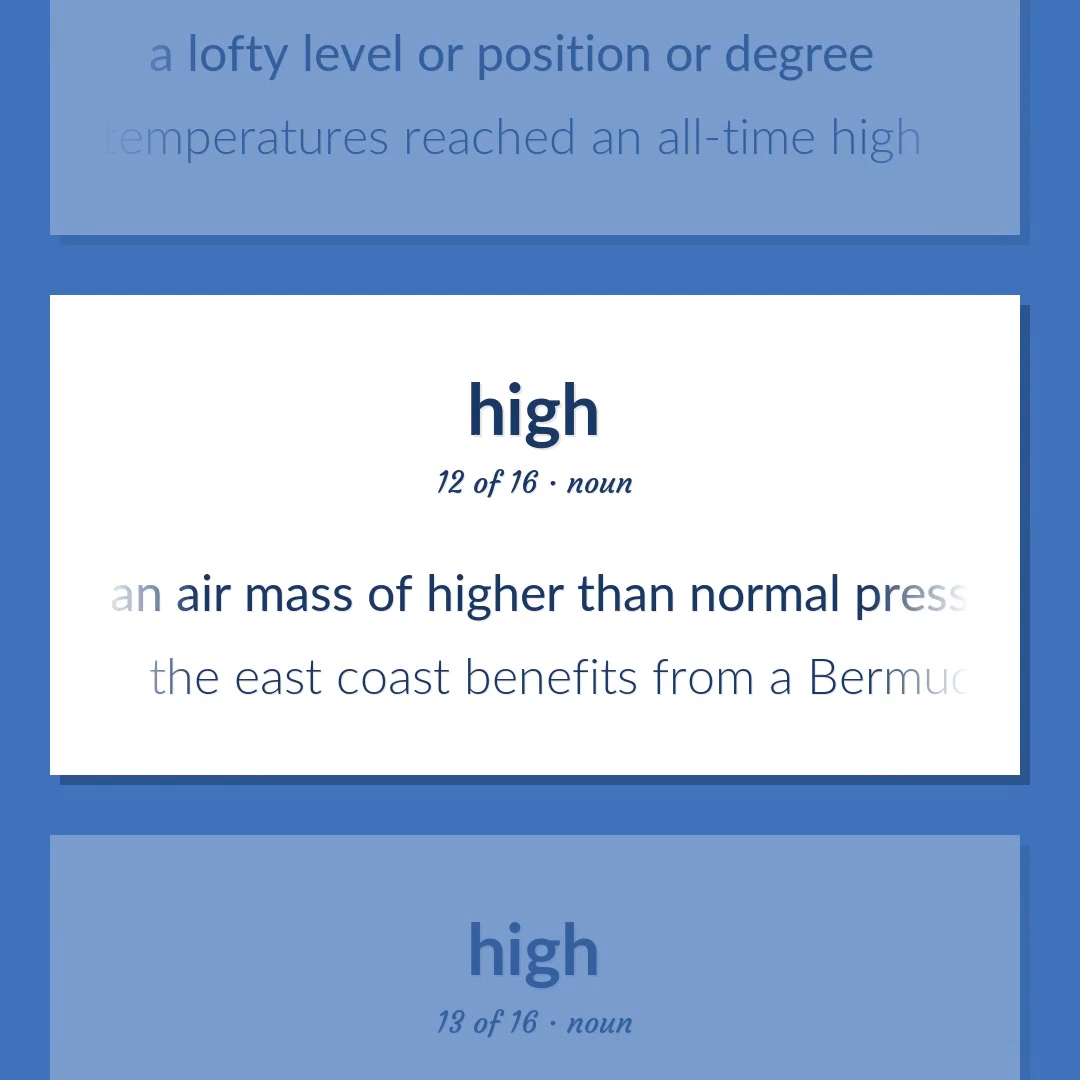 a lofty level or position or degree
temperatures reached an all-time high
high
12 of 16 · noun
an air mass of higher than normal press
the east coast benefits from a Bermud
high
13 of 16 · noun